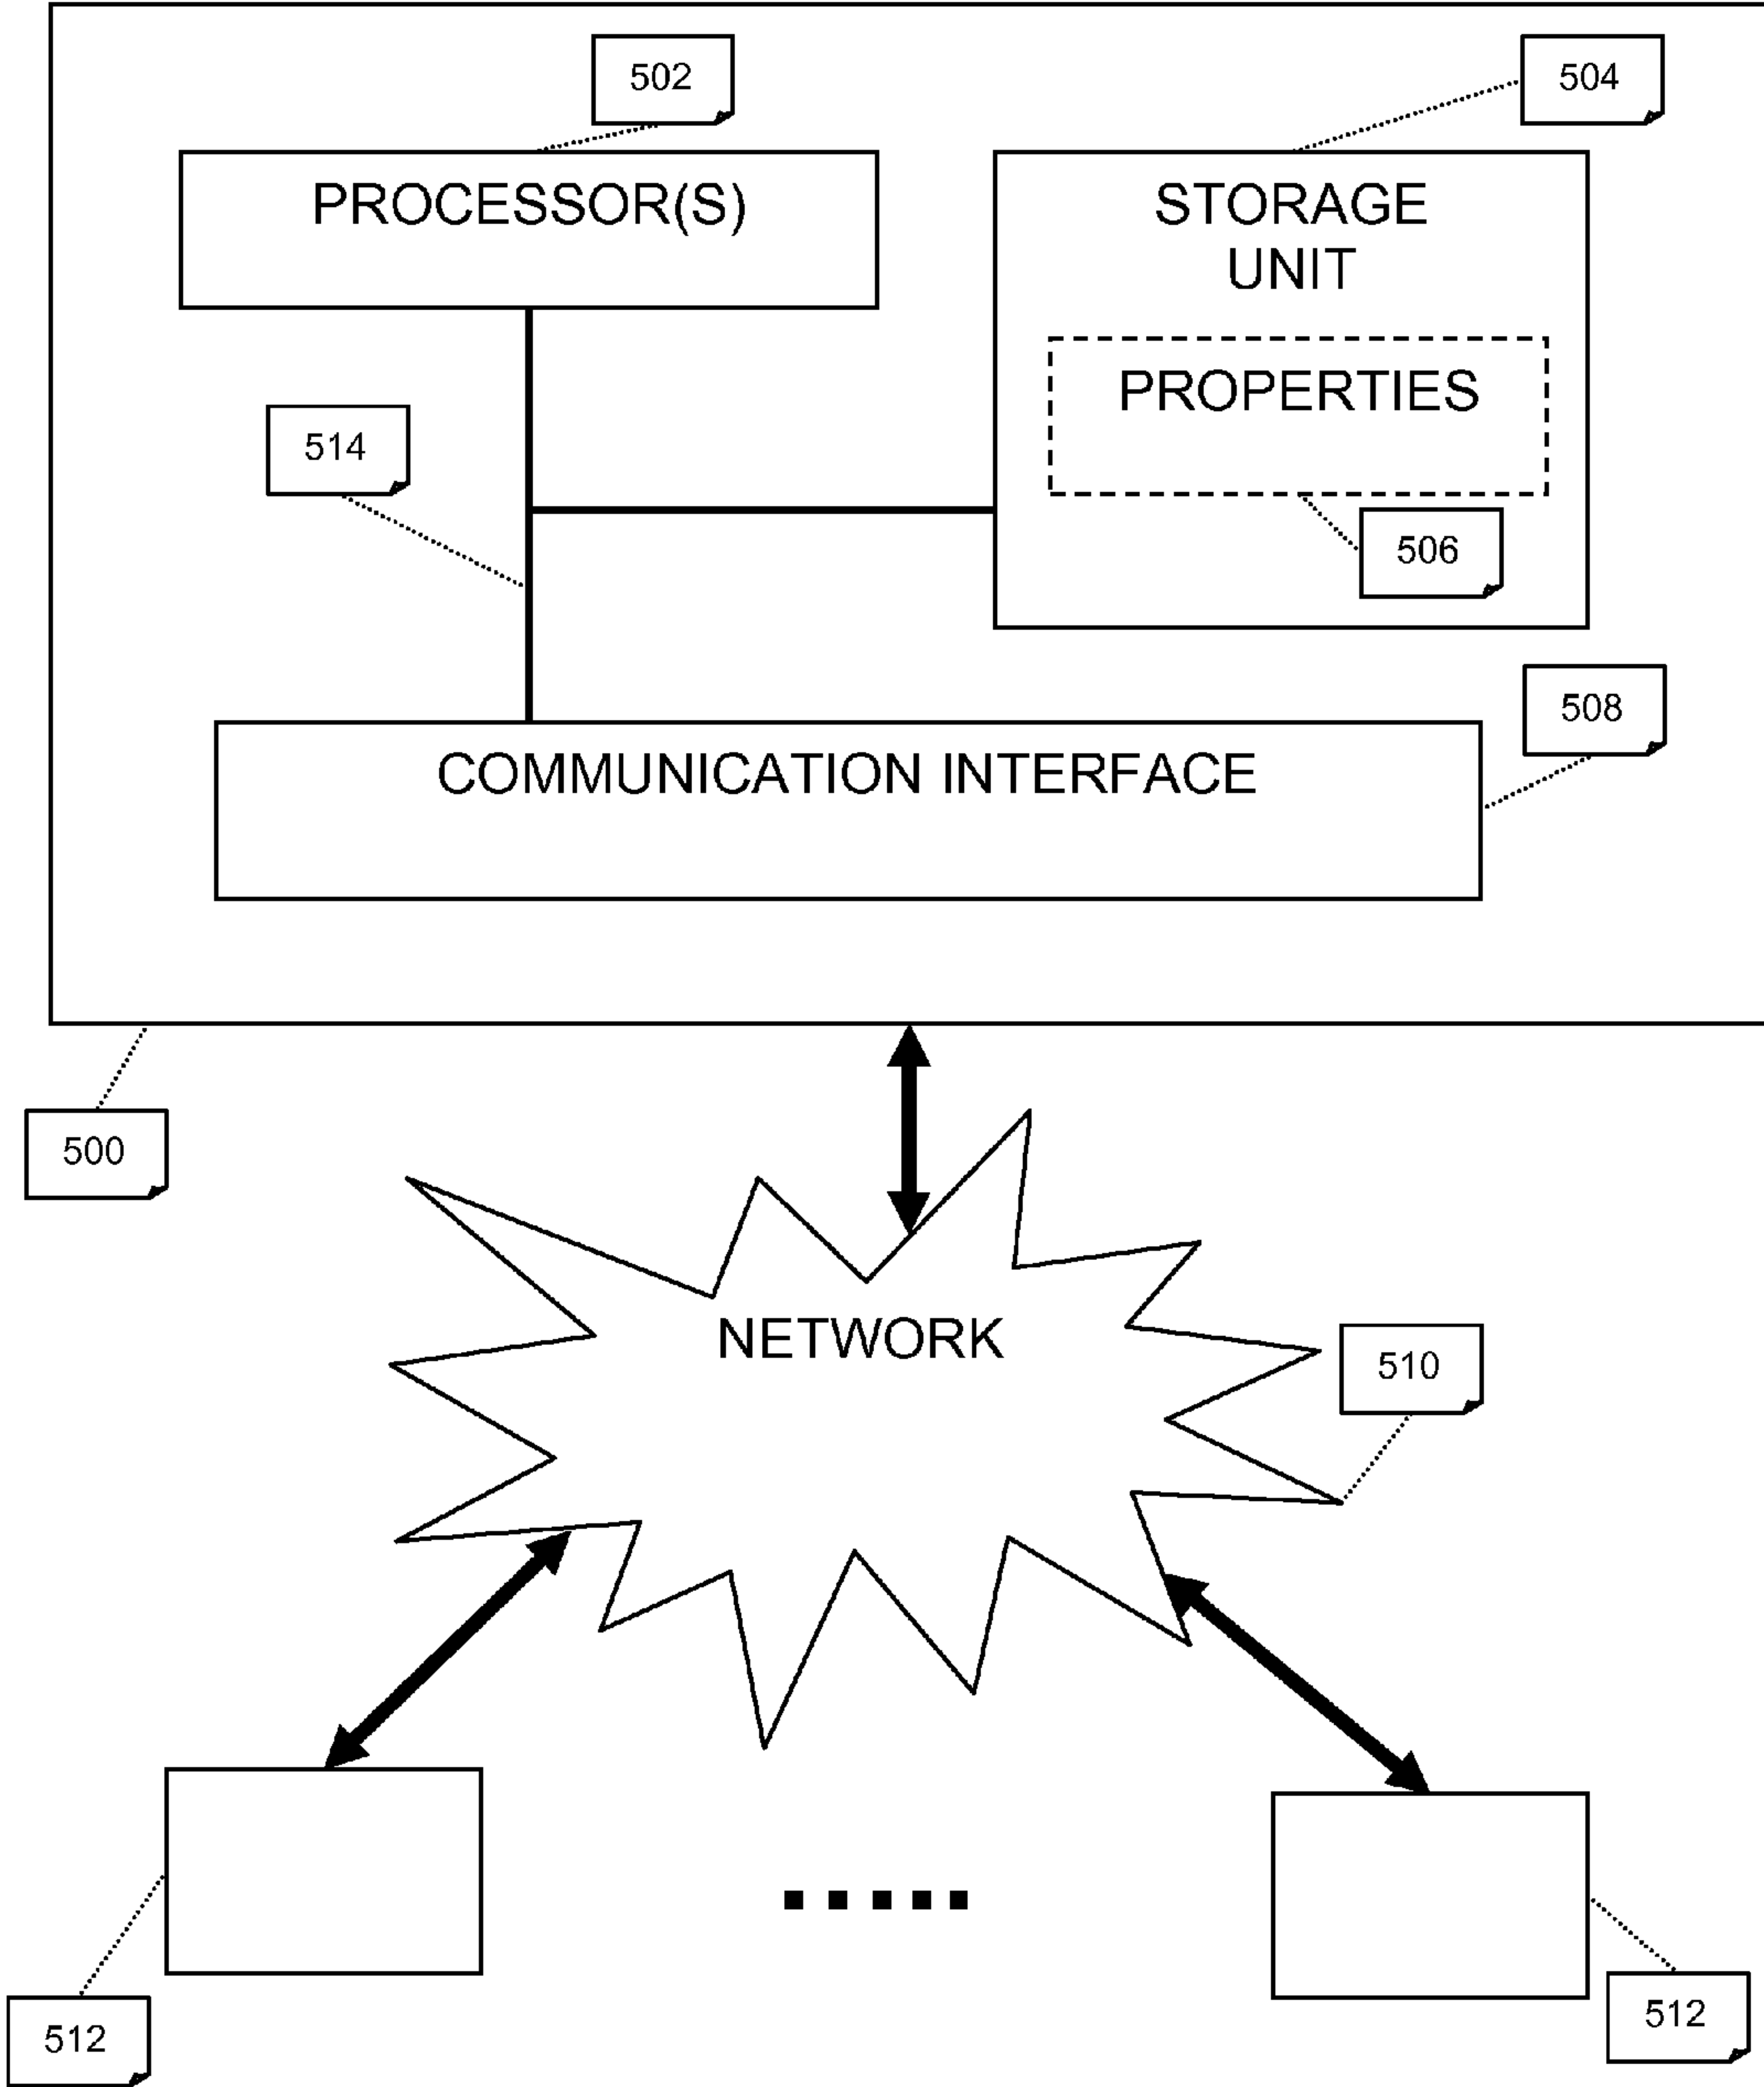 502
504
PROCESSOR(S)
STORAGE
UNIT
PROPERTIES
514
506
508
COMMUNICATION INTERFACE
500
NETWORK
510
512
512